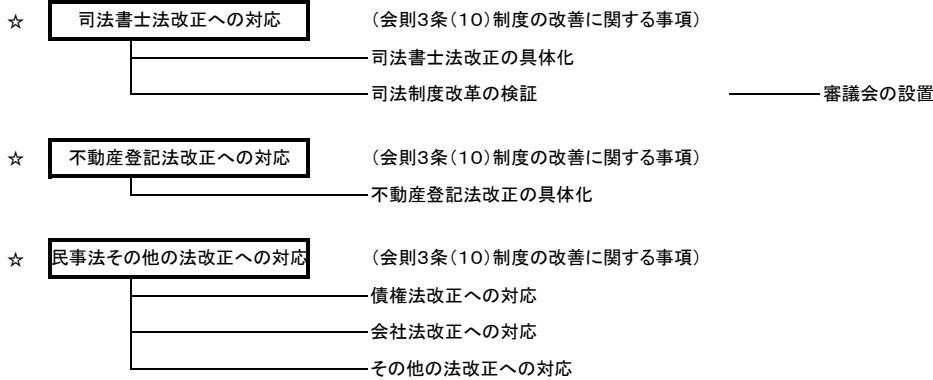 ☆ 司法書士法改正への対応 （会則3条（10）制度の改善に関する事項）
司法書士法改正の具体化
司法制度改革の検証 審議会の設置
☆ 不動産登記法改正への対応 （会則3条（10）制度の改善に関する事項）
不動産登記法改正の具体化
☆ 民事法その他の法改正への対応 （会則3条（10）制度の改善に関する事項）
債権法改正への対応
会社法改正への対応
その他の法改正への対応